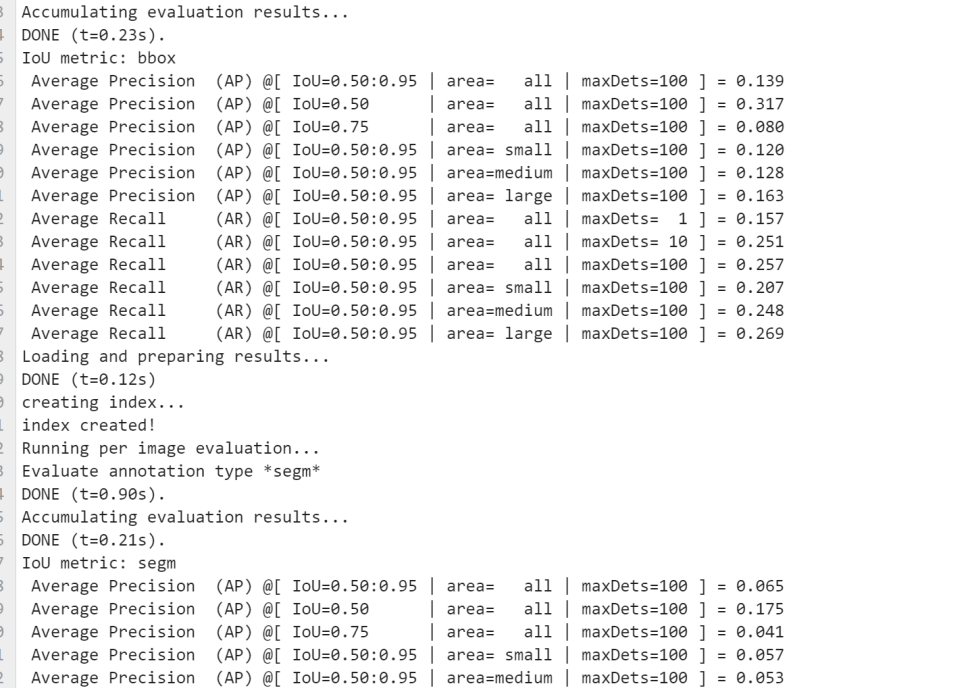 Accumulating evaluation results...
DONE (t=0.23s).
IoU metric: bbox
 Average Precision  (AP) @[ IoU=0.50:0.95 | area=   all | maxDets=100 ] = 0.139
 Average Precision  (AP) @[ IoU=0.50      | area=   all | maxDets=100 ] = 0.317
 Average Precision  (AP) @[ IoU=0.75      | area=   all | maxDets=100 ] = 0.080
 Average Precision  (AP) @[ IoU=0.50:0.95 | area= small | maxDets=100 ] = 0.120
 Average Precision  (AP) @[ IoU=0.50:0.95 | area=medium | maxDets=100 ] = 0.128
 Average Precision  (AP) @[ IoU=0.50:0.95 | area= large | maxDets=100 ] = 0.163
 Average Recall     (AR) @[ IoU=0.50:0.95 | area=   all | maxDets=  1 ] = 0.157
 Average Recall     (AR) @[ IoU=0.50:0.95 | area=   all | maxDets= 10 ] = 0.251
 Average Recall     (AR) @[ IoU=0.50:0.95 | area=   all | maxDets=100 ] = 0.257
 Average Recall     (AR) @[ IoU=0.50:0.95 | area= small | maxDets=100 ] = 0.207
 Average Recall     (AR) @[ IoU=0.50:0.95 | area=medium | maxDets=100 ] = 0.248
 Average Recall     (AR) @[ IoU=0.50:0.95 | area= large | maxDets=100 ] = 0.269
Loading and preparing results...
DONE (t=0.12s)
creating index...
index created!
Running per image evaluation...
Evaluate annotation type *segm*
DONE (t=0.90s).
Accumulating evaluation results...
DONE (t=0.21s).
IoU metric: segm
 Average Precision  (AP) @[ IoU=0.50:0.95 | area=   all | maxDets=100 ] = 0.065
 Average Precision  (AP) @[ IoU=0.50      | area=   all | maxDets=100 ] = 0.175
 Average Precision  (AP) @[ IoU=0.75      | area=   all | maxDets=100 ] = 0.041
 Average Precision  (AP) @[ IoU=0.50:0.95 | area= small | maxDets=100 ] = 0.057
 Average Precision  (AP) @[ IoU=0.50:0.95 | area=medium | maxDets=100 ] = 0.053